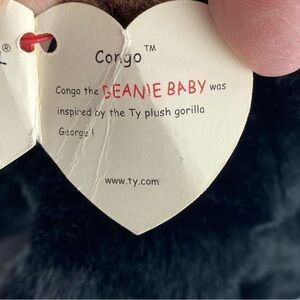 L®
Congo™
Congo the BEANIE BABY was
inspired by the Ty plush gorilla
George!
www.ty.com